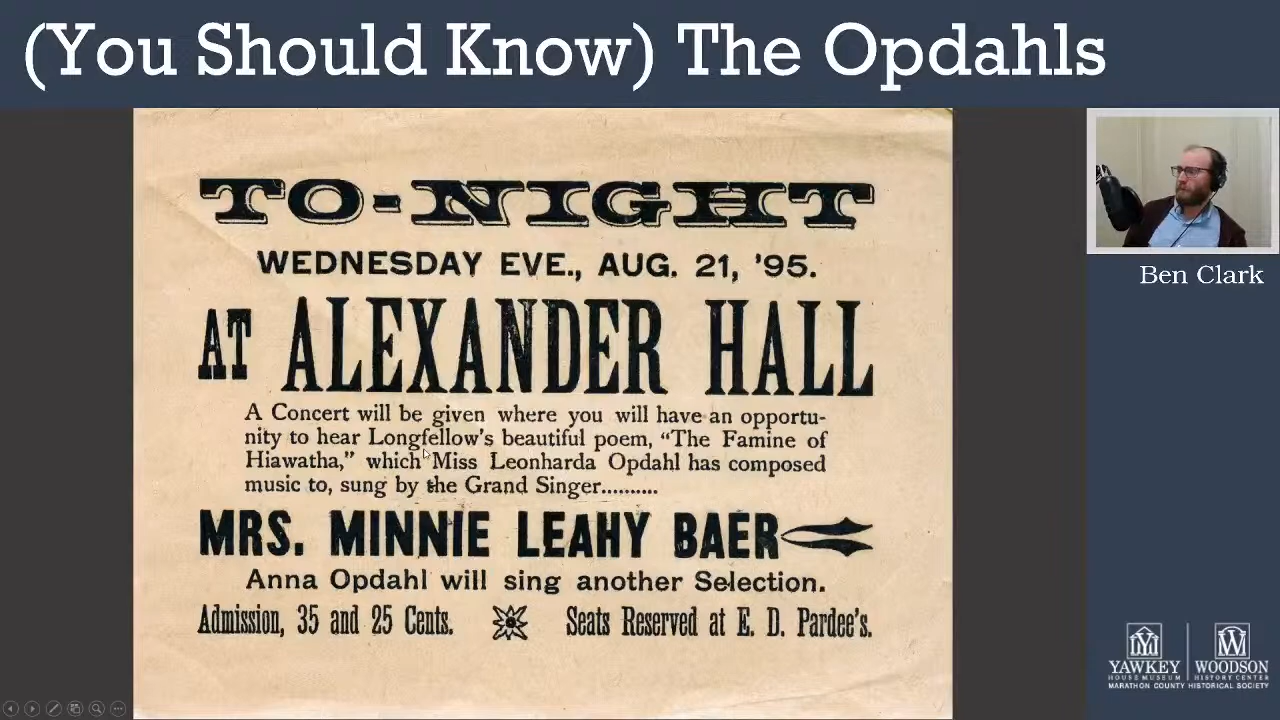 (You Should Know) The Opdahls
TO-NIGHT
WEDNESDAY EVE., AUG. 21, '95.
AT ALEXANDER HALL
A Concert will be given where you will have an opportu-
nity to hear Longfellow's beautiful poem, "The Famine of
Hiawatha," which Miss Leonharda Opdahl has composed
music to, sung by the Grand Singer..........
MRS. MINNIE LEAHY BAER
Anna Opdahl will sing another Selection.
Admission, 35 and 25 Cents.
Seats Reserved at E. D. Pardee's.
Ben Clark
YAWKEY
HOUSE MUSEUM
WOODSON
HISTORY CENTER
MARATHON COUNTY HISTORICAL SOCIETY